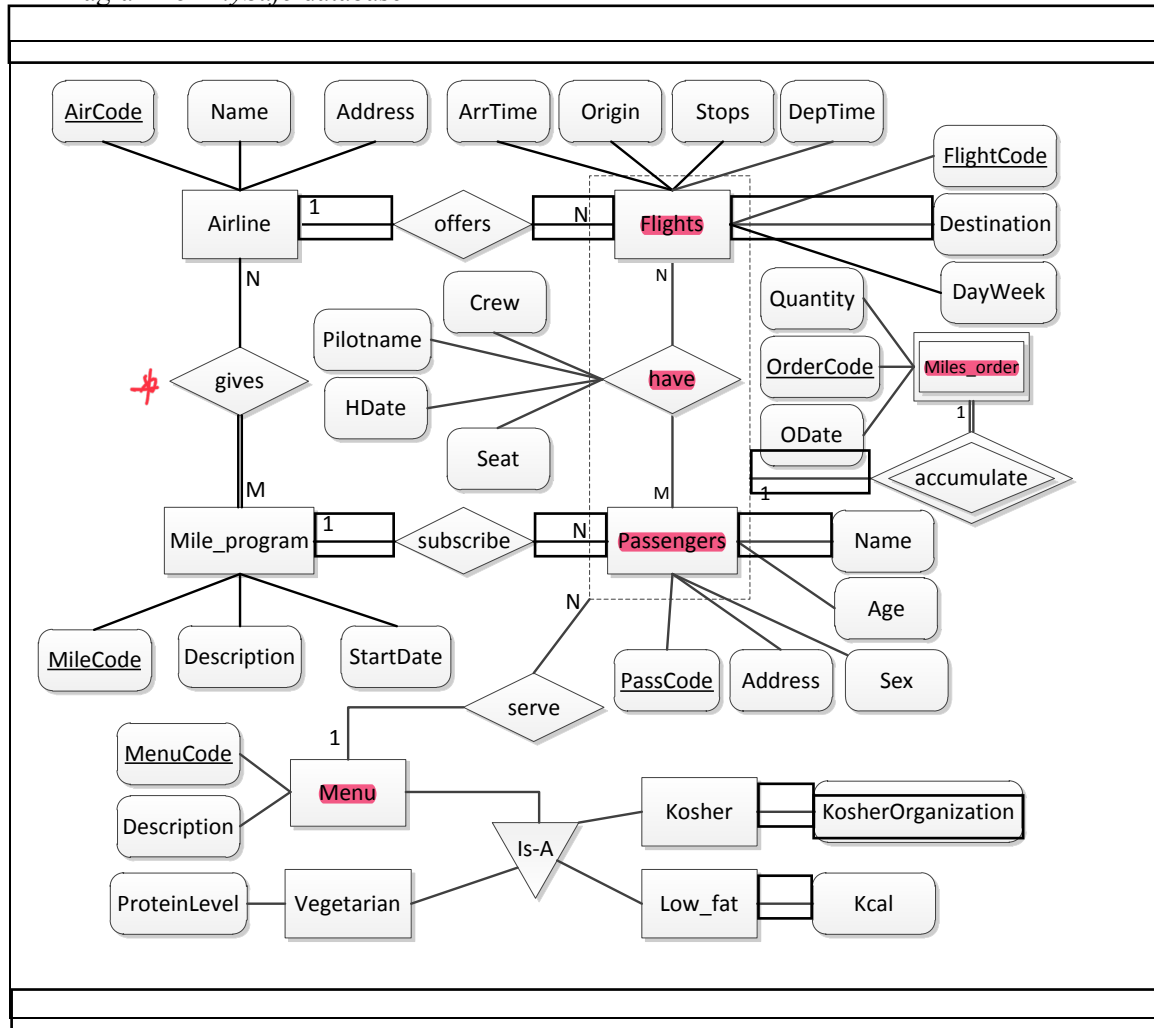 AirCode Name Address ArrTime Origin Stops DepTime
FlightCode
Airline 1 offers N Flights Destination
N N DayWeek
Crew Quantity
Pilotname
gives have OrderCode Miles_order
HDate
ODate 1
Seat
accumulate
M M 1
Mile_program 1 subscribe N Passengers Name
N Age
MileCode Description StartDate PassCode Address Sex
serve
1
MenuCode
Menu Kosher KosherOrganization
Description
Is-A
ProteinLevel Vegetarian Low_fat Kcal